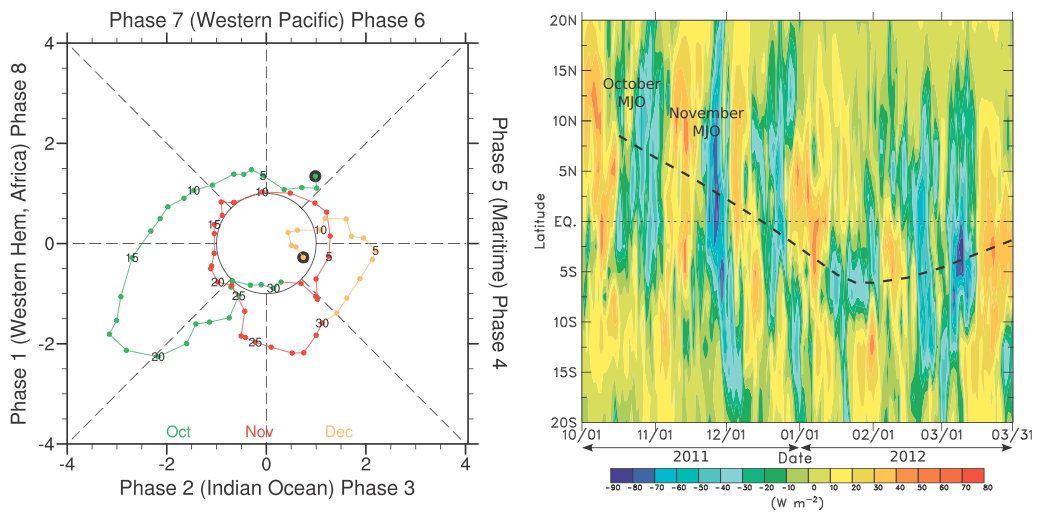 Phase 7 (Western Pacific) Phase 6
Phase 1 (Western Hem, Africa) Phase 8
Phase 5 (Maritime) Phase 4
Phase 2 (Indian Ocean) Phase 3
4
2
0
-2
-4
-4
-2
0
2
4
5
10
15
20
25
30
5
10
15
20
25
30
5
10
Oct
Nov
Dec
October
MJO
November
MJO
Latitude
20N
15N
10N
5N
EQ.
5S
10S
15S
20S
10/01
11/01
12/01
01/01
02/01
03/01
03/31
2011
Date
2012
-90 -80 -70 -60 -50 -40 -30 -20 -10 0 10 20 30 40 60 70 80
(W m⁻²)